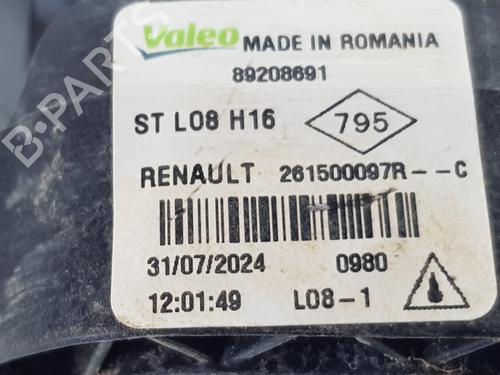 Valeo MADE IN ROMANIA
89208691
ST L08 H16 795
RENAULT 261500097R--C
31/07/2024 0980
12:01:49 L08-1
B-PARTS